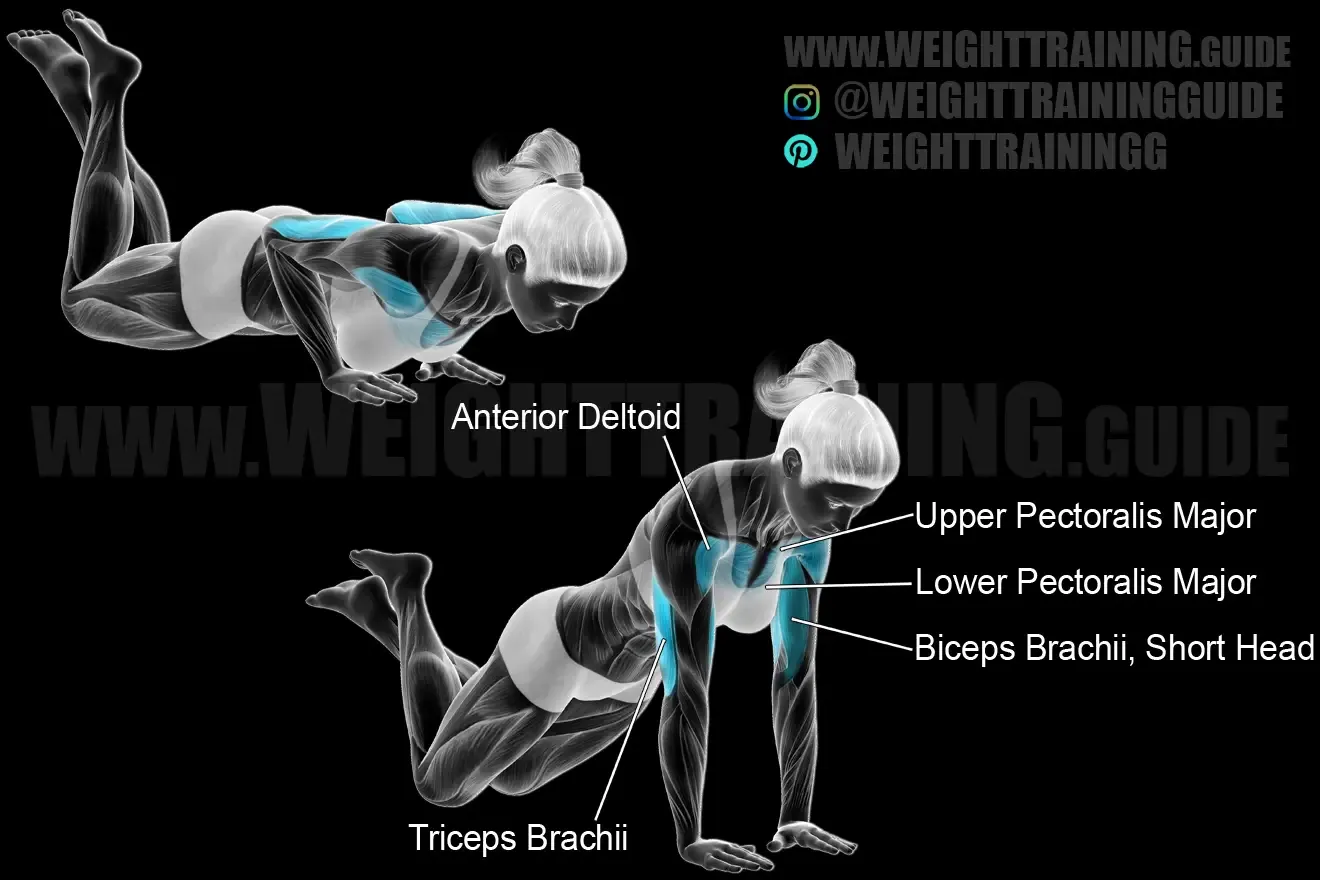 WWW.WEIGHTTRAINING.GUIDE
@WEIGHTTRAININGGUIDE
WEIGHTTRAININGG
WWW.WEIGHTTRAINING.GUIDE
Anterior Deltoid
Upper Pectoralis Major
Lower Pectoralis Major
Biceps Brachii, Short Head
Triceps Brachii